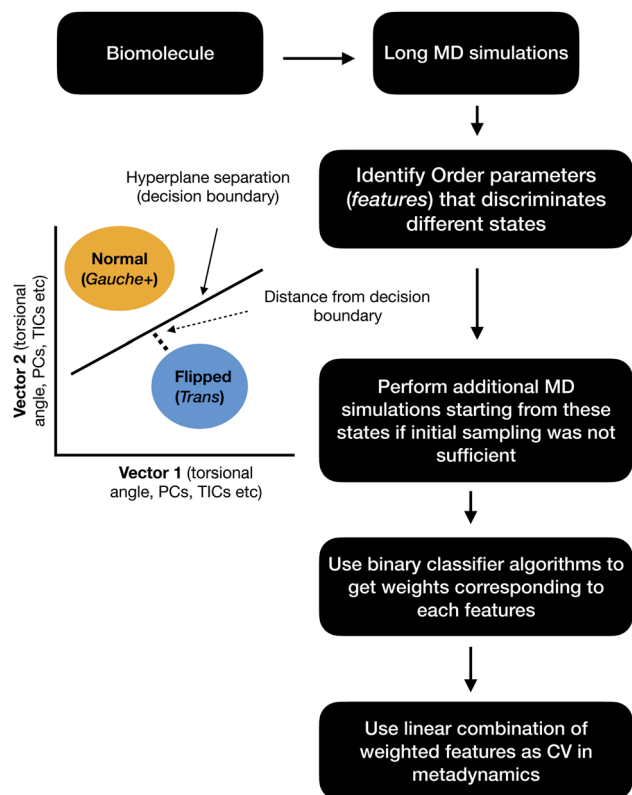 Biomolecule
Long MD simulations
Identify Order parameters
(features) that discriminates
different states
Hyperplane separation
(decision boundary)
Normal
(Gauche+)
Distance from decision
boundary
Flipped
(Trans)
Vector 2 (torsional
angle, PCs, TICs etc)
Vector 1 (torsional
angle, PCs, TICs etc)
Perform additional MD
simulations starting from these
states if initial sampling was not
sufficient
Use binary classifier algorithms to
get weights corresponding to
each features
Use linear combination of
weighted features as CV in
metadynamics